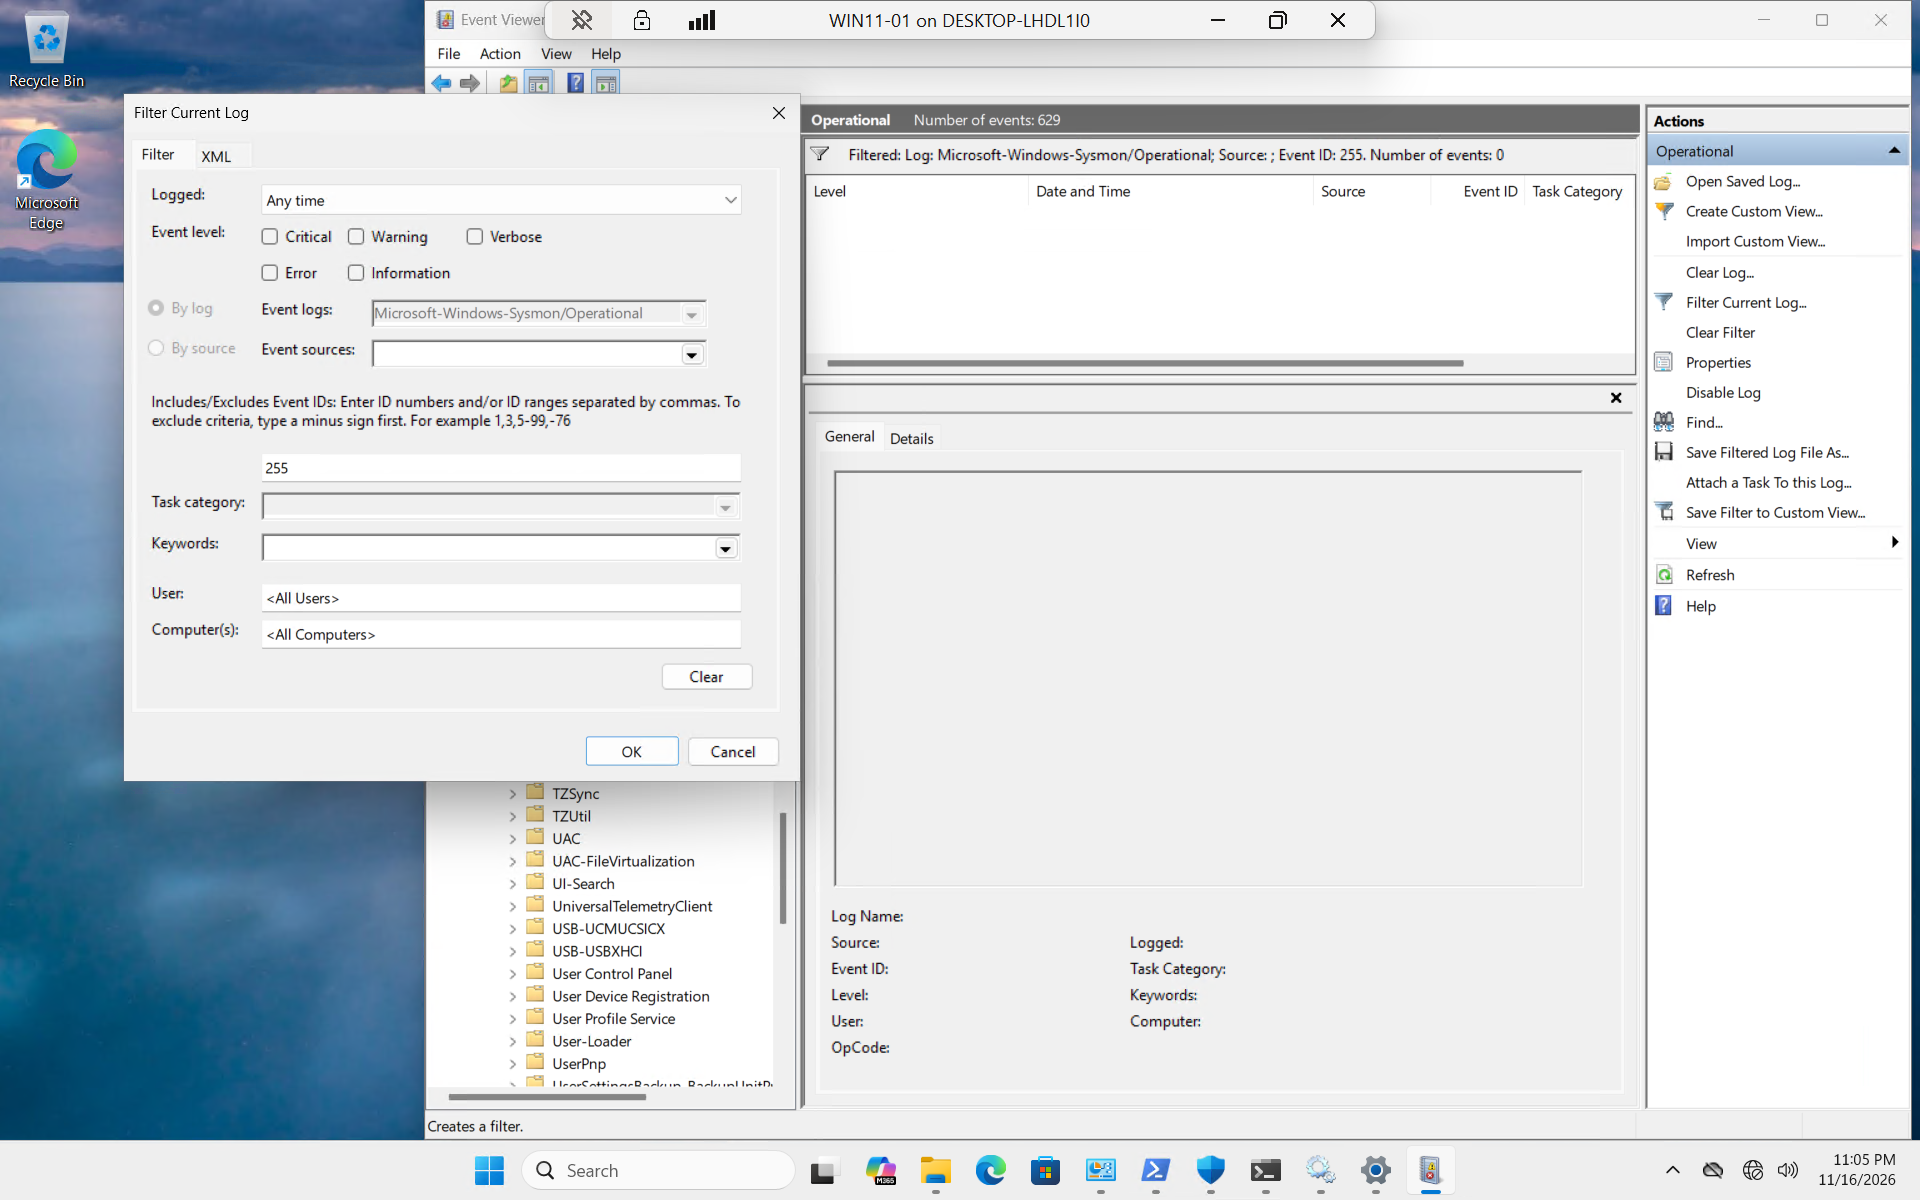 Recycle Bin
Microsoft Edge
Event Viewer
WIN11-01 on DESKTOP-LHDL1I0
File Action View Help
Filter Current Log
Filter XML
Logged: Any time
Event level: Critical Warning Verbose
Error Information
By log Event logs: Microsoft-Windows-Sysmon/Operational
By source Event sources:
Includes/Excludes Event IDs: Enter ID numbers and/or ID ranges separated by commas. To
exclude criteria, type a minus sign first. For example 1,3,5-99,-76
255
Task category:
Keywords:
User: <All Users>
Computer(s): <All Computers>
Clear
OK Cancel
TZSync
TZUtil
UAC
UAC-FileVirtualization
UI-Search
UniversalTelemetryClient
USB-UCMUCSICX
USB-USBXHCI
User Control Panel
User Device Registration
User Profile Service
User-Loader
UserPnp
Creates a filter.
Operational Number of events: 629
Filtered: Log: Microsoft-Windows-Sysmon/Operational; Source: ; Event ID: 255. Number of events: 0
Level Date and Time Source Event ID Task Category
General Details
Log Name:
Source: Logged:
Event ID: Task Category:
Level: Keywords:
User: Computer:
OpCode:
Actions
Operational
Open Saved Log...
Create Custom View...
Import Custom View...
Clear Log...
Filter Current Log...
Clear Filter
Properties
Disable Log
Find...
Save Filtered Log File As...
Attach a Task To this Log...
Save Filter to Custom View...
View
Refresh
Help
Search
M365
11:05 PM
11/16/2026